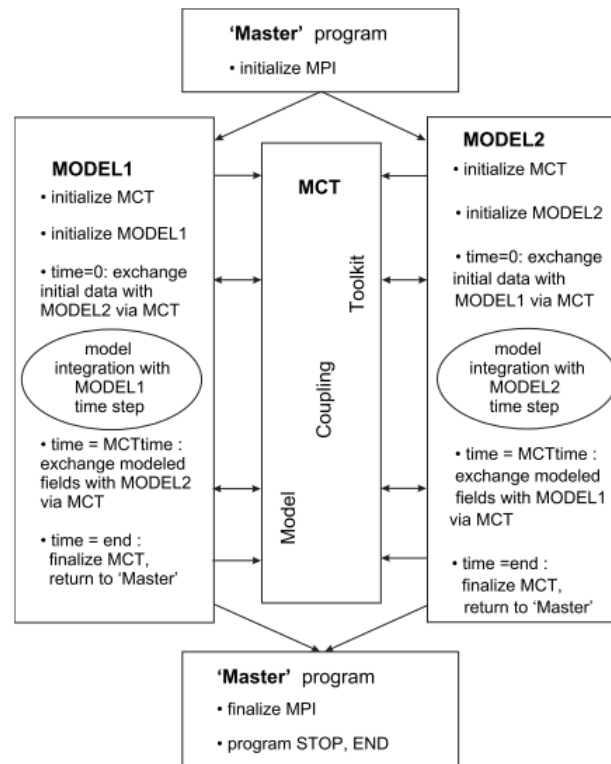 ‘Master’ program
• initialize MPI
MODEL1
• initialize MCT
• initialize MODEL1
• time=0: exchange
initial data with
MODEL2 via MCT
model
integration with
MODEL1
time step
• time = MCTtime :
exchange modeled
fields with MODEL2
via MCT
• time = end :
finalize MCT,
return to ‘Master’
MCT
Toolkit
Coupling
Model
MODEL2
• initialize MCT
• initialize MODEL2
• time=0: exchange
initial data with
MODEL1 via MCT
model
integration with
MODEL2
time step
• time = MCTtime :
exchange modeled
fields with MODEL1
via MCT
• time =end :
finalize MCT,
return to ‘Master’
‘Master’ program
• finalize MPI
• program STOP, END